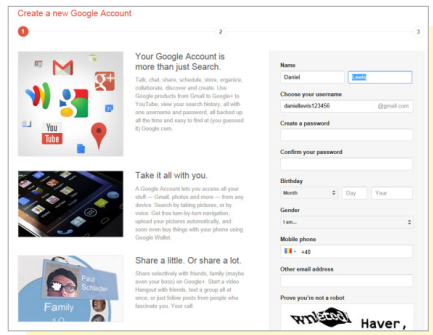 Create a new Google Account
1
2
3
Your Google Account is
more than just Search.
Talk, chat, share, schedule, store, organize,
collaborate, discover and create. Use
Google products from Gmail to Google+ to
YouTube, view your search history, all with
one username and password, all backed up
all the time and easy to find at (you guessed
it) Google.com.
You
Tube
Take it all with you.
A Google Account lets you access all your
stuff — Gmail, photos and more — from any
device. Search by taking pictures, or by
voice. Get free turn-by-turn navigation,
upload your pictures automatically, and
even buy things with your phone using
Google Wallet.
Share a little. Or share a lot.
Share selectively with friends, family (maybe
even your boss) on Google+. Start a video
Hangout with friends, text a group all at
once, or just follow posts from people who
fascinate you. Your call.
Paul
Schlader
Family
Name
Daniel
Choose your username
daniellewis123456
@gmail.com
Create a password
Confirm your password
Birthday
Month
Day
Year
Gender
I am...
Mobile phone
+40
Other email address
Prove you're not a robot
Haver,